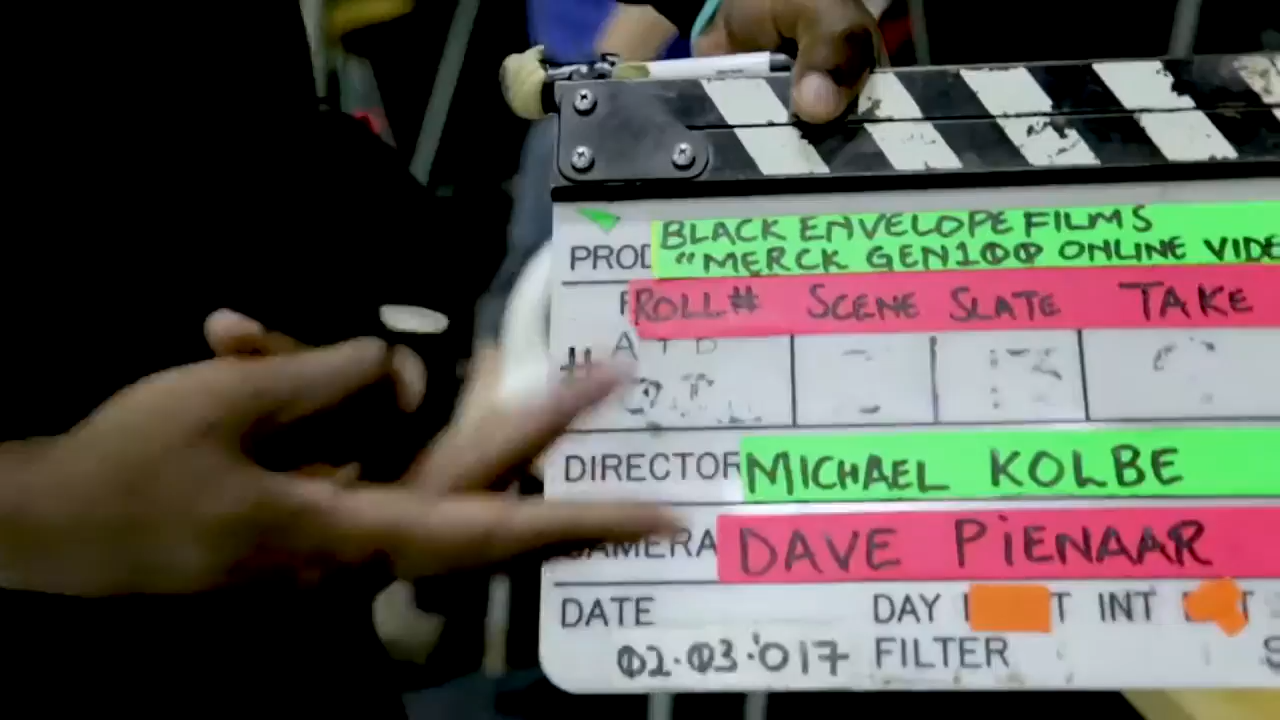 PROD BLACK ENVELOPE FILMS
"MERCK GEN100 ONLINE VIDE
ROLL# SCENE SLATE TAKE
DIRECTOR MICHAEL KOLBE
CAMERA DAVE PiENAAR
DATE DAY INT
02.03.'017 FILTER